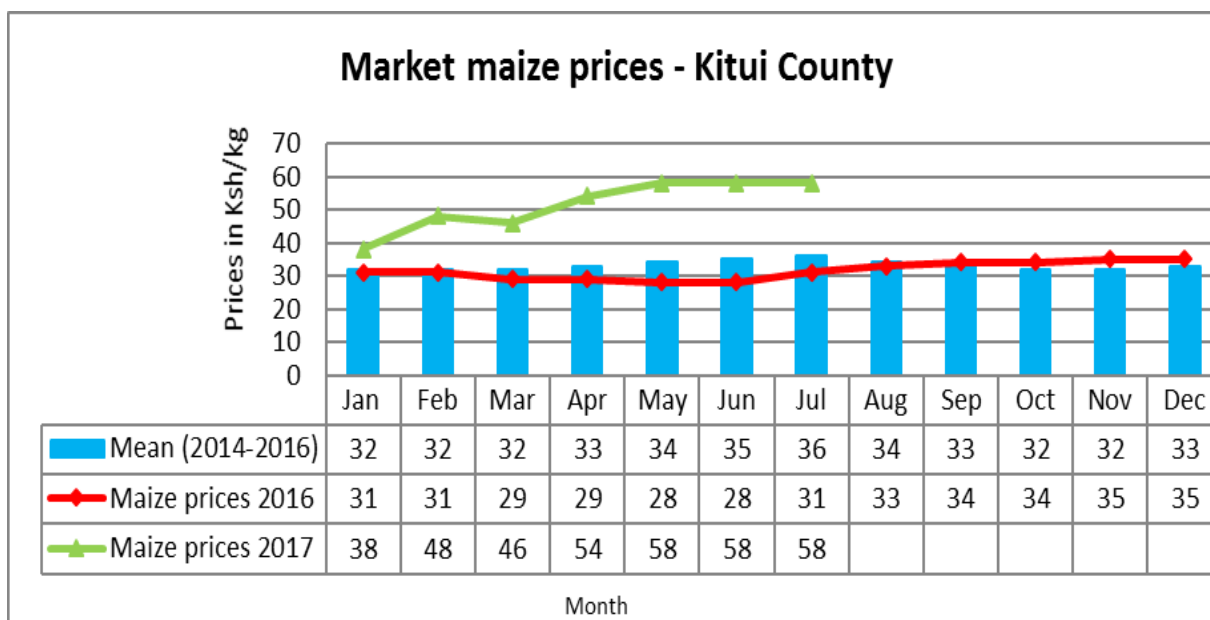 Market maize prices - Kitui County
Prices in Ksh/kg
70
60
50
40
30
20
10
0
Jan Feb Mar Apr May Jun Jul Aug Sep Oct Nov Dec
Mean (2014-2016) 32 32 32 33 34 35 36 34 33 32 32 33
Maize prices 2016 31 31 29 29 28 28 31 33 34 34 35 35
Maize prices 2017 38 48 46 54 58 58 58
Month